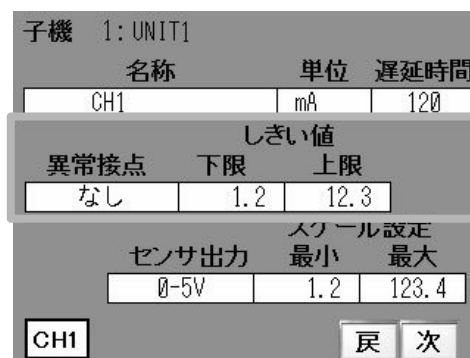 子機 1:UNIT1
名称 単位 遅延時間
CH1 mA 120
しきい値
異常接点 下限 上限
なし 1.2 12.3
スケール設定
センサ出力 最小 最大
0-5V 1.2 123.4
CH1 戻 次